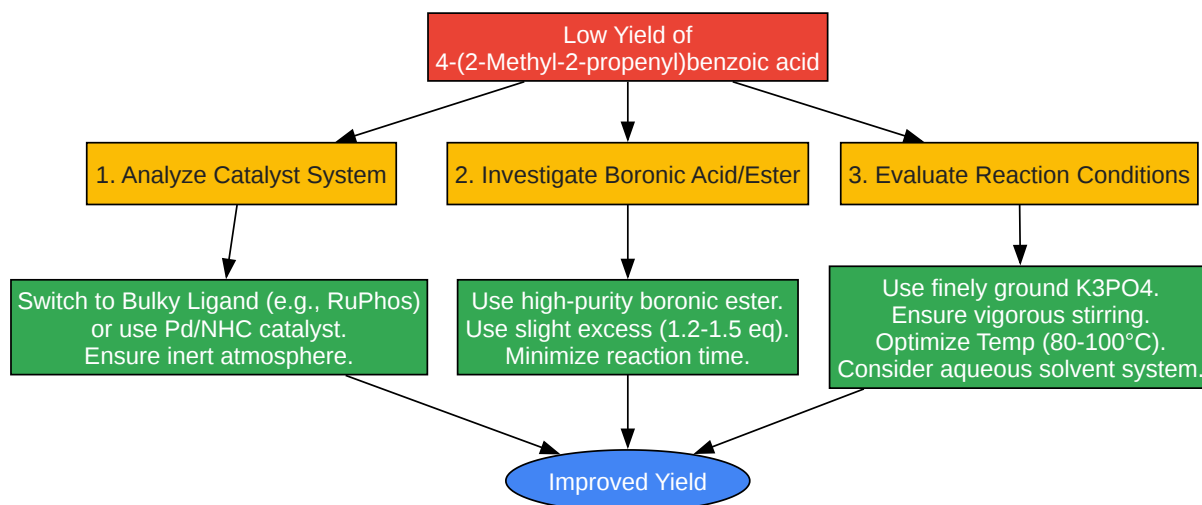 Low Yield of
4-(2-Methyl-2-propenyl)benzoic acid
1. Analyze Catalyst System
2. Investigate Boronic Acid/Ester
3. Evaluate Reaction Conditions
Switch to Bulky Ligand (e.g., RuPhos)
or use Pd/NHC catalyst.
Ensure inert atmosphere.
Use high-purity boronic ester.
Use slight excess (1.2-1.5 eq).
Minimize reaction time.
Use finely ground K3PO4.
Ensure vigorous stirring.
Optimize Temp (80-100°C).
Consider aqueous solvent system.
Improved Yield